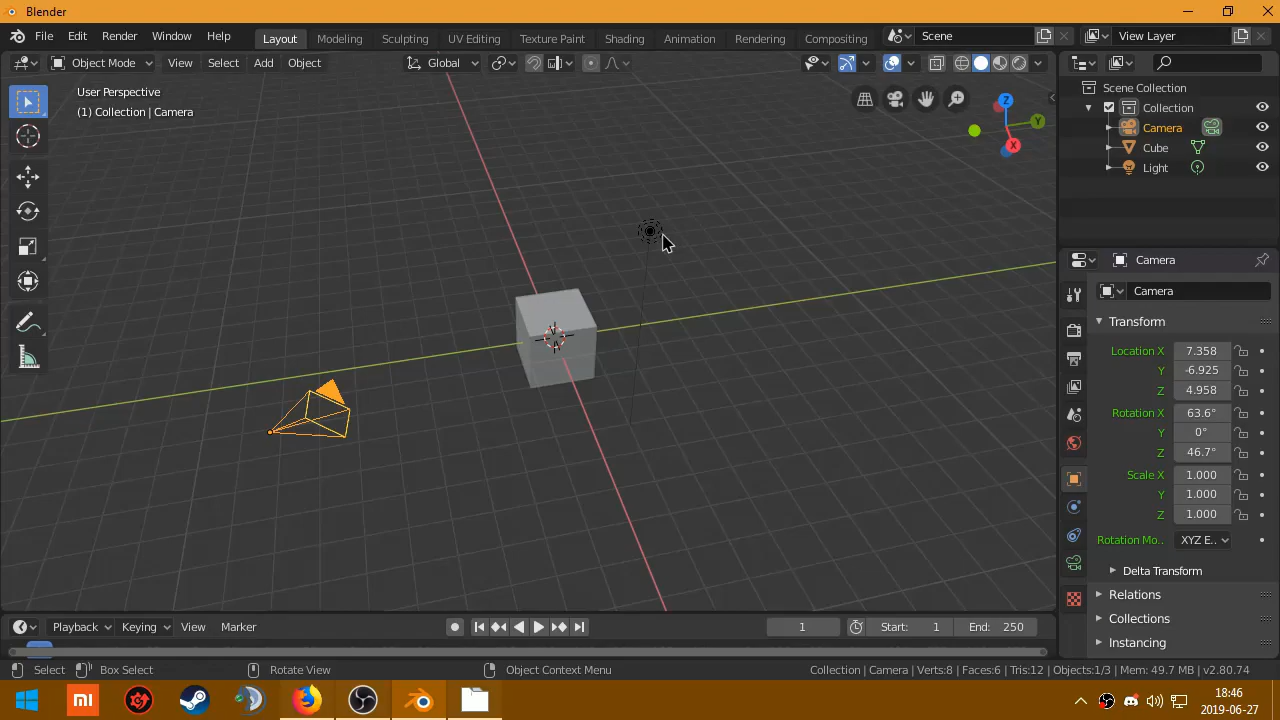 Blender
File Edit Render Window Help Layout Modeling Sculpting UV Editing Texture Paint Shading Animation Rendering Compositing Scene View Layer
Object Mode View Select Add Object Global
User Perspective
(1) Collection | Camera
Z
Y
X
Scene Collection
Collection
Camera
Cube
Light
Camera
Camera
Transform
Location X 7.358
Y -6.925
Z 4.958
Rotation X 63.6°
Y 0°
Z 46.7°
Scale X 1.000
Y 1.000
Z 1.000
Rotation Mo.. XYZ E..
Delta Transform
Relations
Collections
Instancing
Playback Keying View Marker 1 Start: 1 End: 250
Select Box Select Rotate View Object Context Menu Collection | Camera | Verts:8 | Faces:6 | Tris:12 | Objects:1/3 | Mem: 49.7 MB | v2.80.74
MI
18:46
2019-06-27